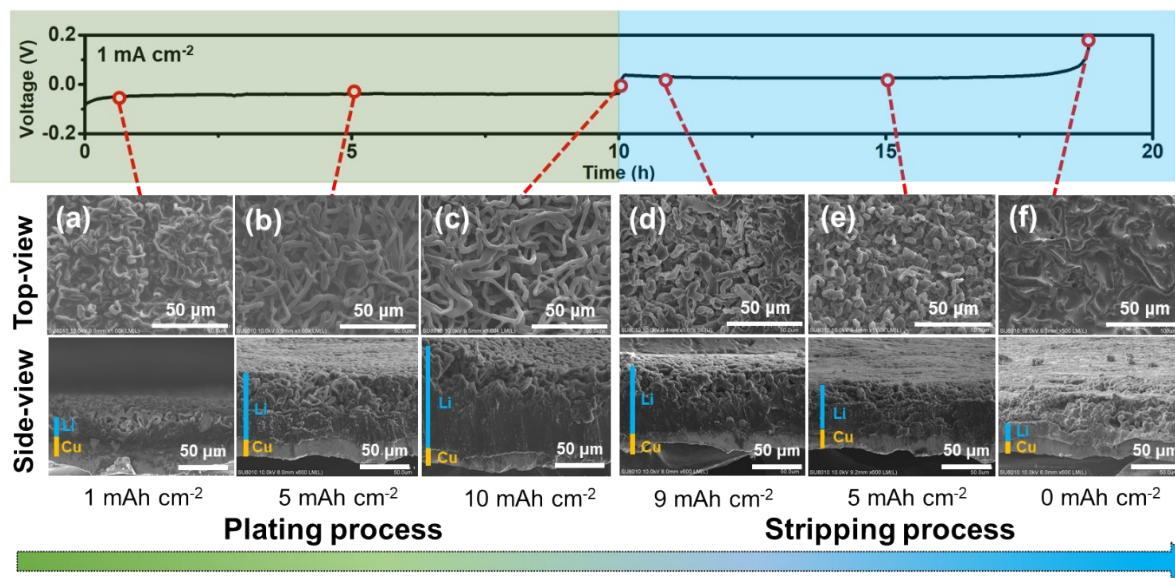 0.2
1 mA cm⁻²
Voltage (V)
0.0
-0.2
0 5 10 15 20
Time (h)
Top-view
(a) (b) (c) (d) (e) (f)
50 µm 50 µm 50 µm 50 µm 50 µm 50 µm
Side-view
Li Li Li Li Li Li
Cu Cu Cu Cu Cu Cu
50 µm 50 µm 50 µm 50 µm 50 µm 50 µm
1 mAh cm⁻² 5 mAh cm⁻² 10 mAh cm⁻² 9 mAh cm⁻² 5 mAh cm⁻² 0 mAh cm⁻²
Plating process Stripping process